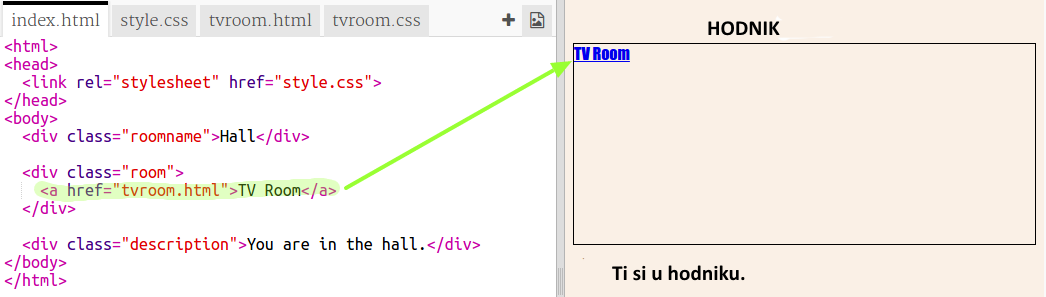 index.html style.css tvroom.html tvroom.css
<html>
<head>
<link rel="stylesheet" href="style.css">
</head>
<body>
<div class="roomname">Hall</div>
<div class="room">
<a href="tvroom.html">TV Room</a>
</div>
<div class="description">You are in the hall.</div>
</body>
</html>
HODNIK
TV Room
Ti si u hodniku.